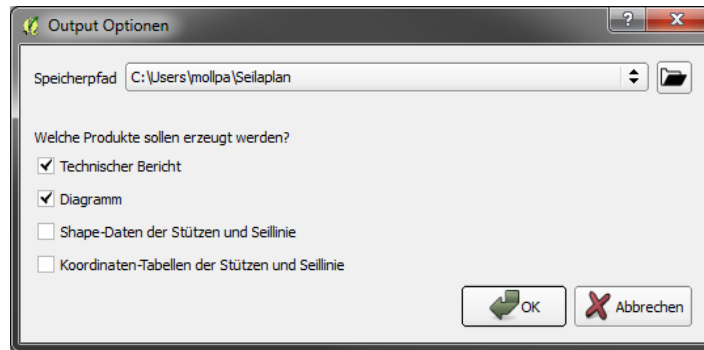 Output Optionen
Speicherpfad C:\Users\mollpa\Seilaplan
Welche Produkte sollen erzeugt werden?
Technischer Bericht
Diagramm
Shape-Daten der Stützen und Seillinie
Koordinaten-Tabellen der Stützen und Seillinie
OK Abbrechen